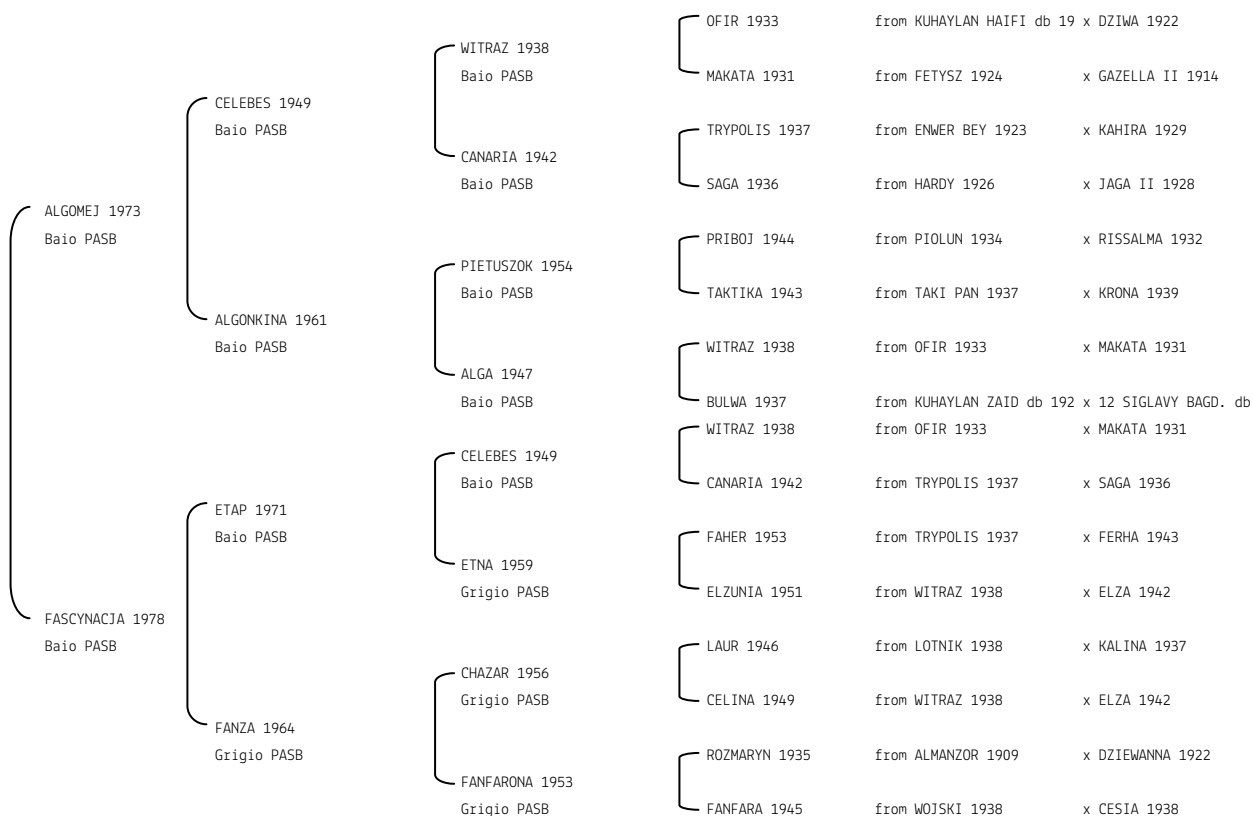 OFIR 1933 from KUHAYLAN HAIFI db 19 x DZIWA 1922
WITRAZ 1938
Baio PASB MAKATA 1931 from FETYSZ 1924 x GAZELLA II 1914
CELEBES 1949
Baio PASB TRYPOLIS 1937 from ENWER BEY 1923 x KAHIRA 1929
CANARIA 1942
Baio PASB SAGA 1936 from HARDY 1926 x JAGA II 1928
ALGOMEJ 1973
Baio PASB PRIBOJ 1944 from PIOLUN 1934 x RISSALMA 1932
PIETUSZOK 1954
Baio PASB TAKTIKA 1943 from TAKI PAN 1937 x KRONA 1939
ALGONKINA 1961
Baio PASB WITRAZ 1938 from OFIR 1933 x MAKATA 1931
ALGA 1947
Baio PASB BULWA 1937 from KUHAYLAN ZAID db 192 x 12 SIGLAVY BAGD. db
WITRAZ 1938 from OFIR 1933 x MAKATA 1931
CELEBES 1949
Baio PASB CANARIA 1942 from TRYPOLIS 1937 x SAGA 1936
ETAP 1971
Baio PASB FAHER 1953 from TRYPOLIS 1937 x FERHA 1943
ETNA 1959
Grigio PASB ELZUNIA 1951 from WITRAZ 1938 x ELZA 1942
FASCYNACJA 1978
Baio PASB LAUR 1946 from LOTNIK 1938 x KALINA 1937
CHAZAR 1956
Grigio PASB CELINA 1949 from WITRAZ 1938 x ELZA 1942
FANZA 1964
Grigio PASB ROZMARYN 1935 from ALMANZOR 1909 x DZIEWANNA 1922
FANFARONA 1953
Grigio PASB FANFARA 1945 from WOJSKI 1938 x CESIA 1938